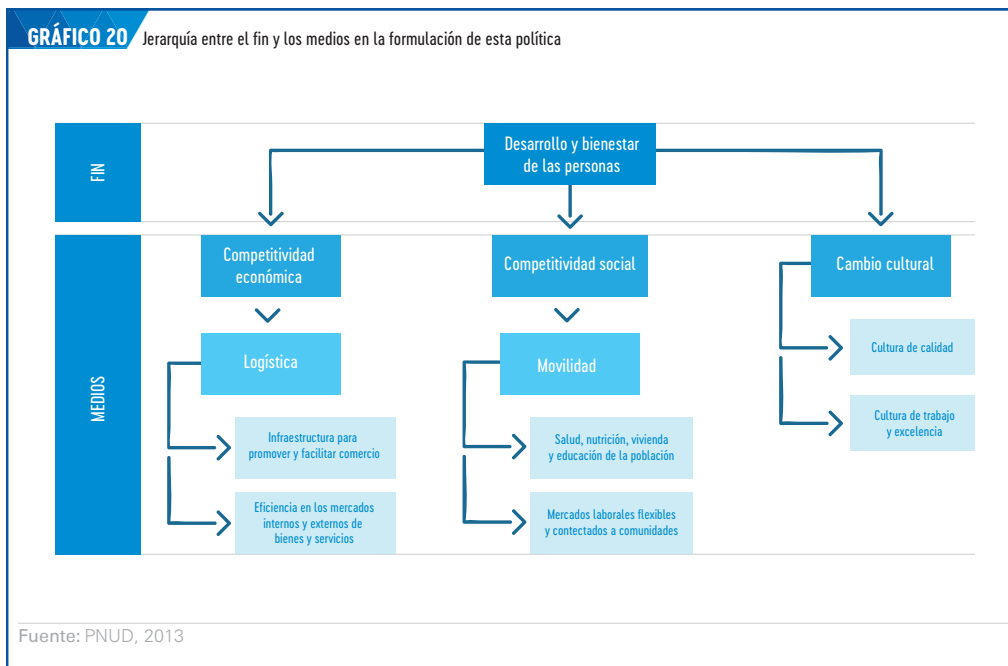 GRÁFICO 20 Jerarquía entre el fin y los medios en la formulación de esta política
FIN
Desarrollo y bienestar
de las personas
MEDIOS
Competitividad
económica
Logística
Infraestructura para
promover y facilitar comercio
Eficiencia en los mercados
internos y externos de
bienes y servicios
Competitividad social
Movilidad
Salud, nutrición, vivienda
y educación de la población
Mercados laborales flexibles
y contectados a comunidades
Cambio cultural
Cultura de calidad
Cultura de trabajo
y excelencia
Fuente: PNUD, 2013